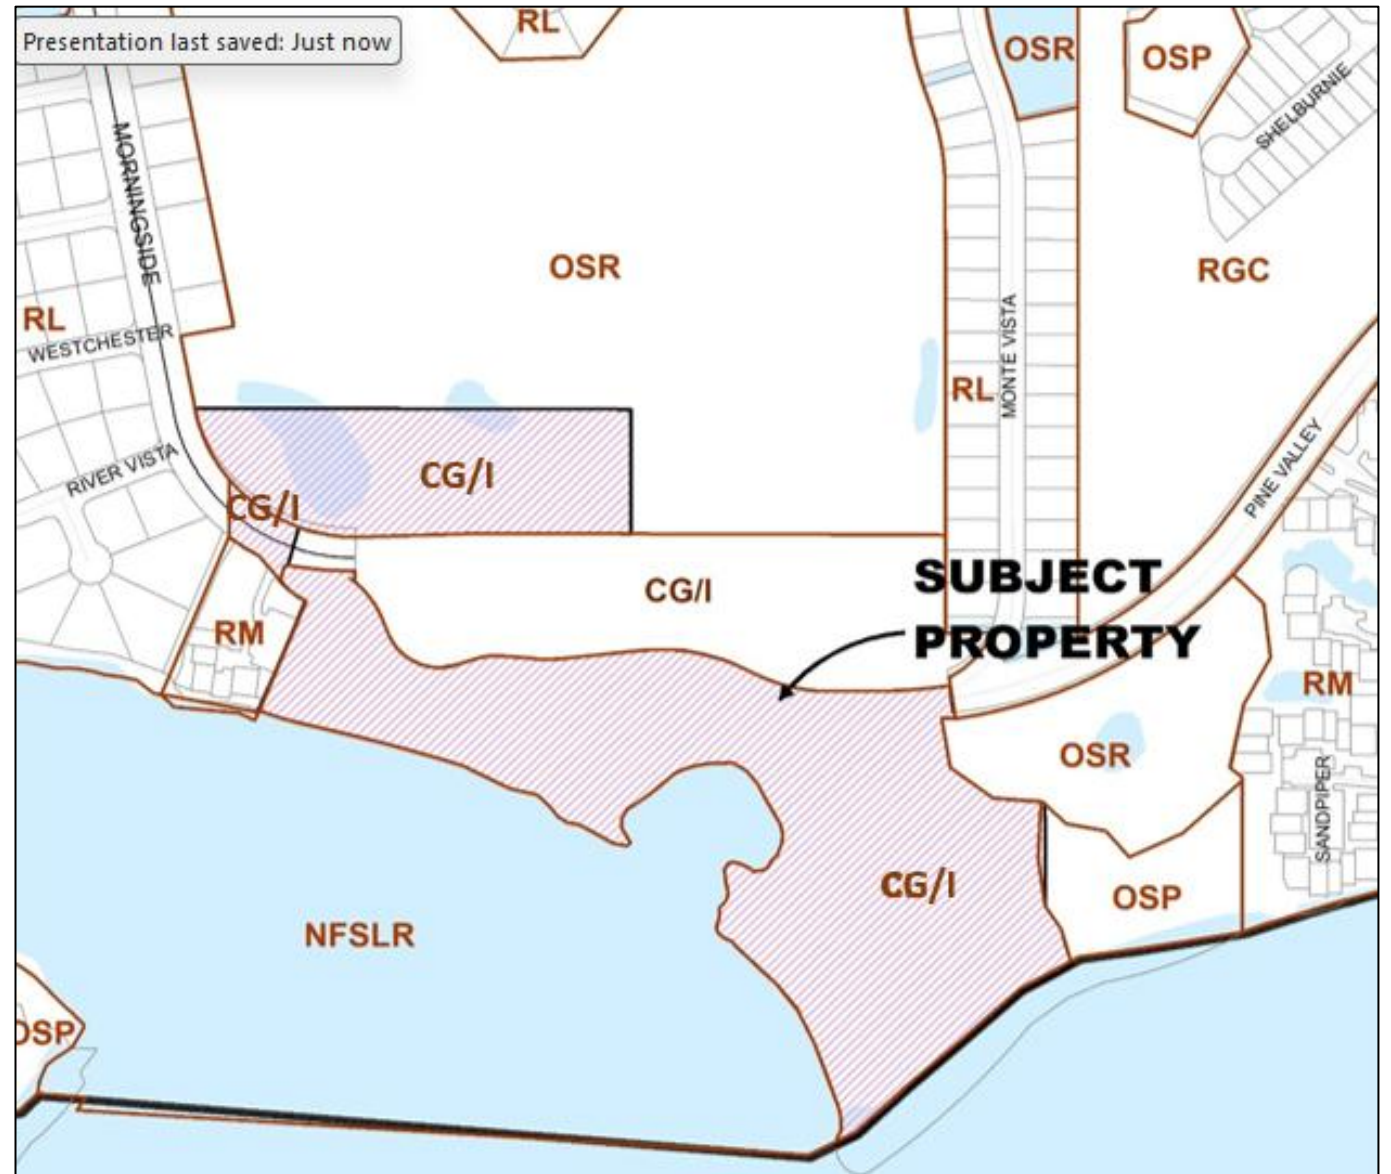 Presentation last saved: Just now
RL
OSR
OSP
SHELBURNIE
MORNINGSIDE
OSR
RGC
RL
WESTCHESTER
MONTE VISTA
RL
PINE VALLEY
RIVER VISTA
CG/I
CG/I
CG/I
SUBJECT
PROPERTY
RM
RM
OSR
SANDPIPER
CG/I
OSP
NFSLR
OSP